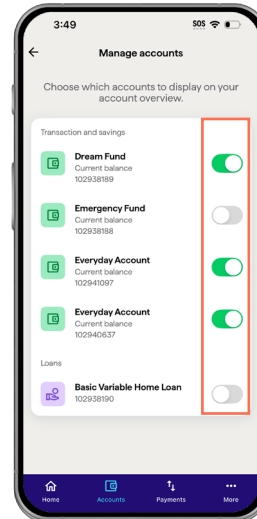 3:49
SOS
Manage accounts
Choose which accounts to display on your
account overview.
Transaction and savings
Dream Fund
Current balance
102938189
Emergency Fund
Current balance
102938188
Everyday Account
Current balance
102941097
Everyday Account
Current balance
102940637
Loans
Basic Variable Home Loan
102938190
Home
Accounts
Payments
More